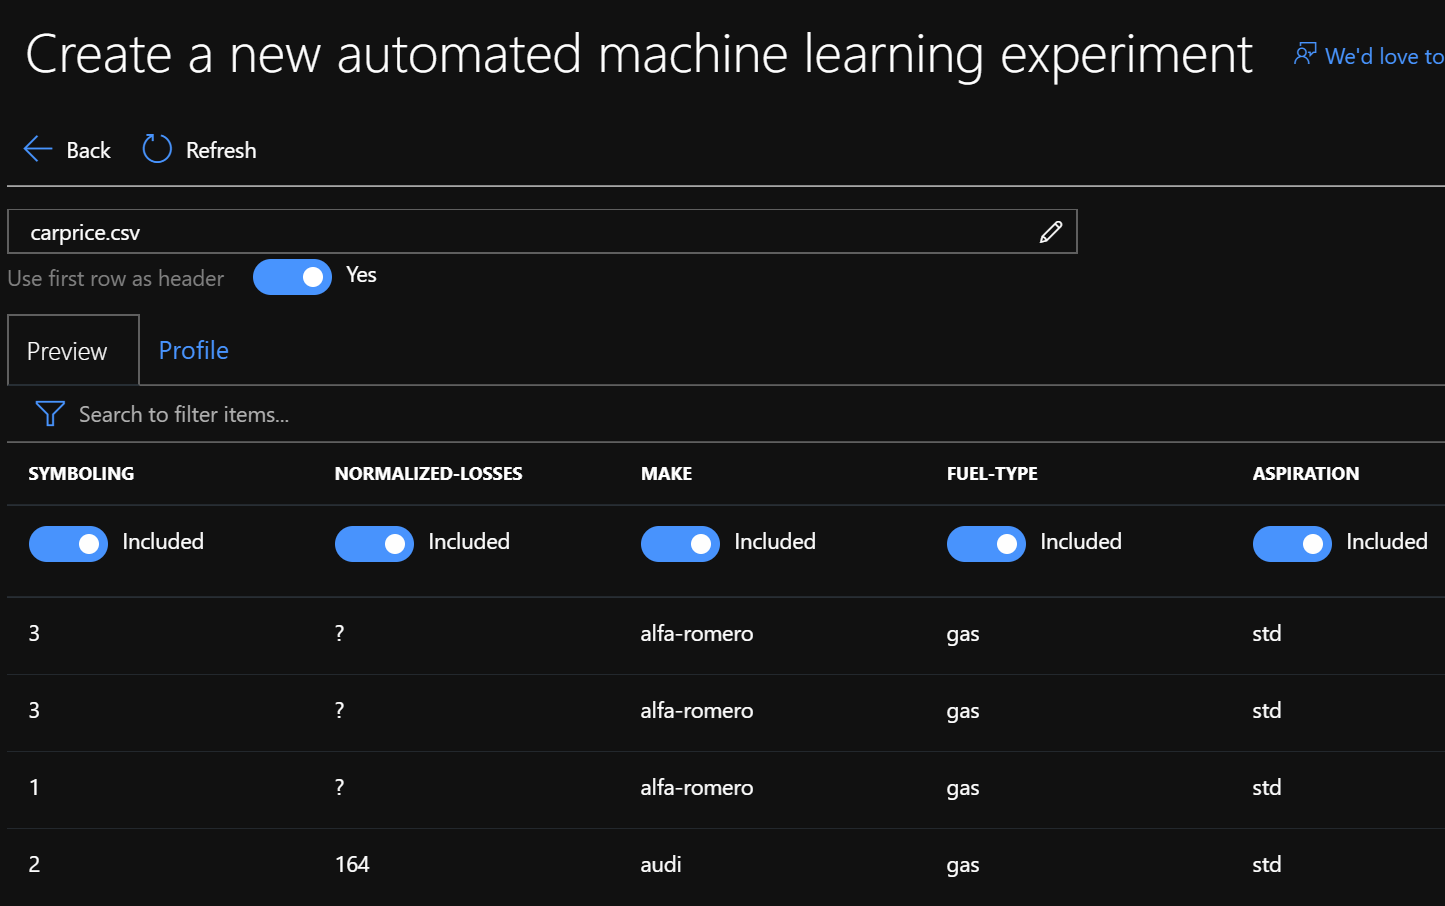 Create a new automated machine learning experiment We'd love to
Back Refresh
carprice.csv
Use first row as header Yes
Preview Profile
Search to filter items...
SYMBOLING NORMALIZED-LOSSES MAKE FUEL-TYPE ASPIRATION
Included Included Included Included Included
3 ? alfa-romero gas std
3 ? alfa-romero gas std
1 ? alfa-romero gas std
2 164 audi gas std